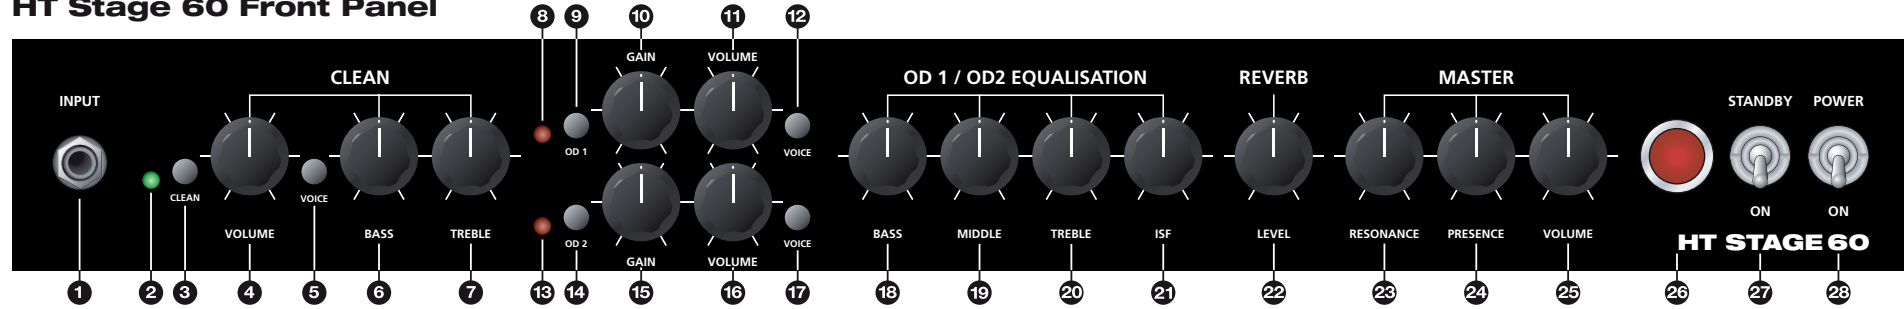 HT Stage 60 Front Panel
8 9 10 11 12
GAIN VOLUME
CLEAN OD 1 / OD2 EQUALISATION REVERB MASTER
INPUT STANDBY POWER
OD 1 VOICE
CLEAN VOICE
ON ON
VOLUME BASS TREBLE BASS MIDDLE TREBLE ISF LEVEL RESONANCE PRESENCE VOLUME
OD 2 VOICE
HT STAGE 60
GAIN VOLUME
1 2 3 4 5 6 7 13 14 15 16 17 18 19 20 21 22 23 24 25 26 27 28